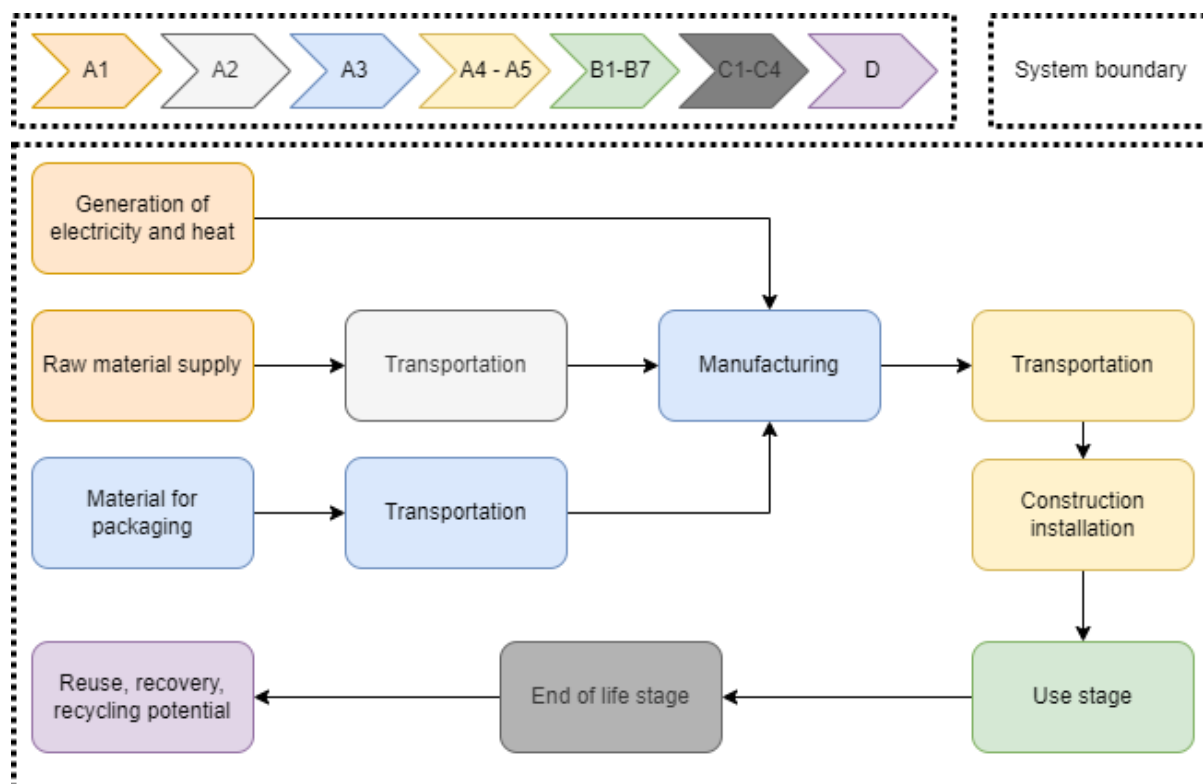 A1
A2
A3
A4 - A5
B1-B7
C1-C4
D
System boundary
Generation of
electricity and heat
Raw material supply
Transportation
Manufacturing
Transportation
Material for
packaging
Transportation
Construction
installation
Reuse, recovery,
recycling potential
End of life stage
Use stage